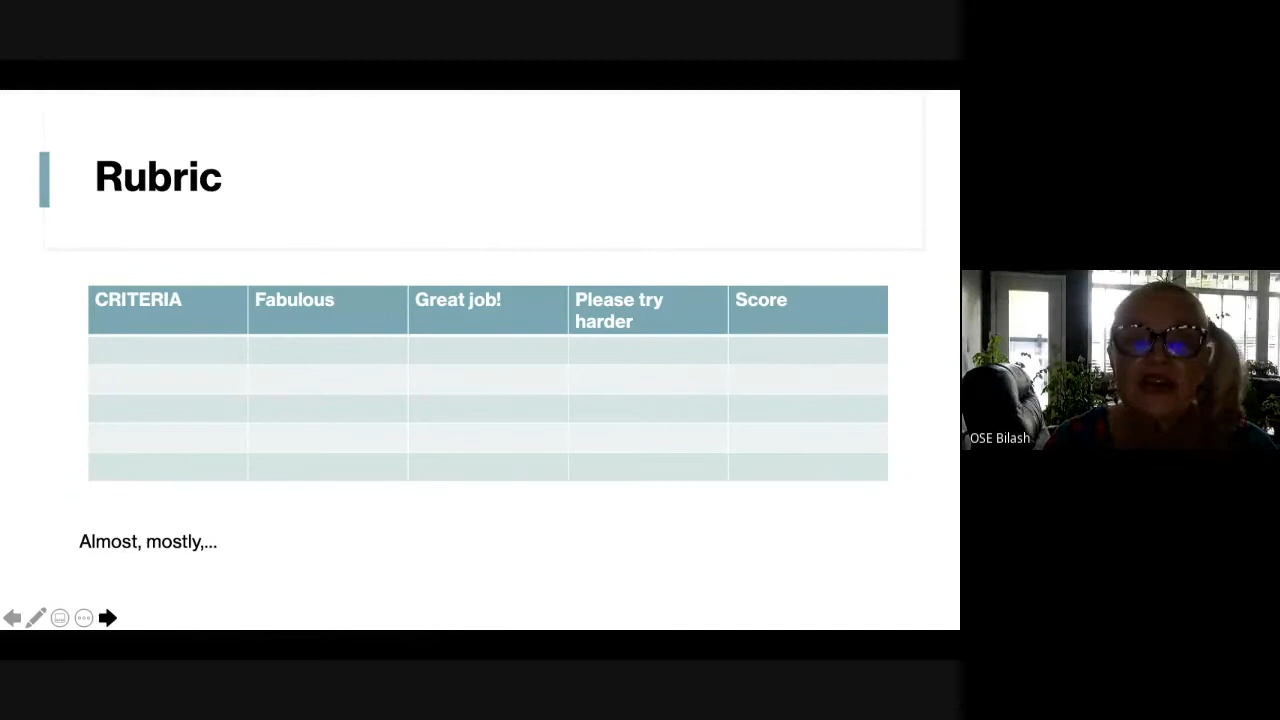 Rubric
CRITERIA
Fabulous
Great job!
Please try
harder
Score
Almost, mostly,...
OSE Bilash